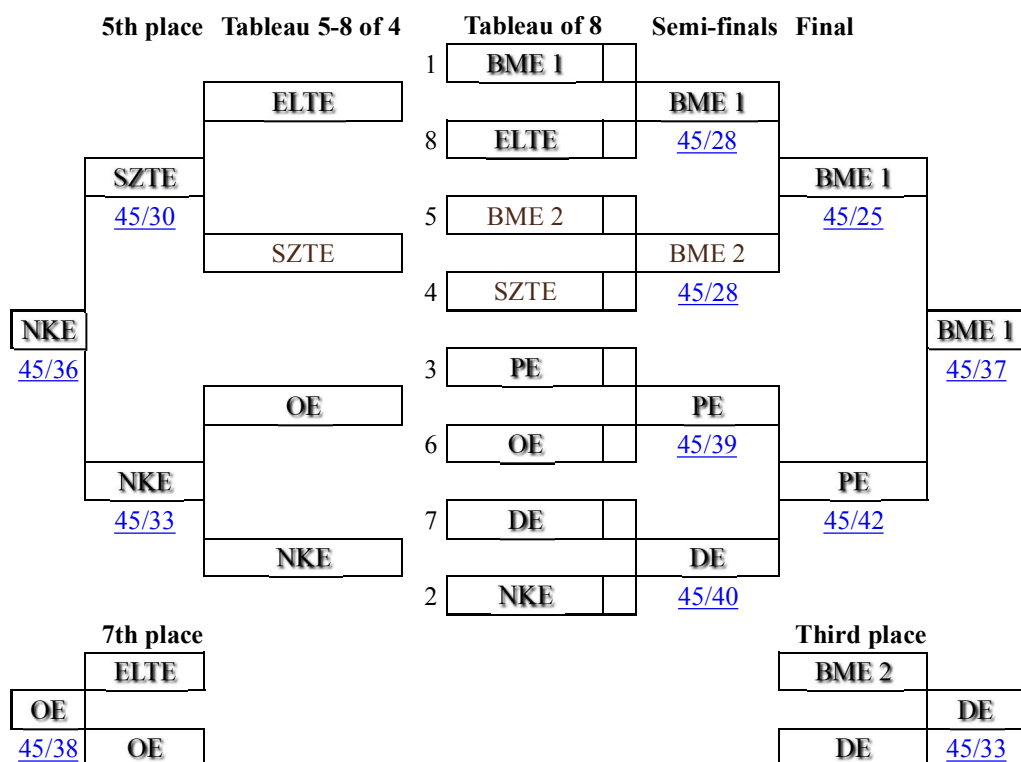 5th place Tableau 5-8 of 4 Tableau of 8 Semi-finals Final
1 BME 1
ELTE BME 1
8 ELTE 45/28
SZTE BME 1
45/30 5 BME 2 45/25
SZTE BME 2
4 SZTE 45/28
NKE BME 1
45/36 3 PE 45/37
OE PE
6 OE 45/39
NKE PE
45/33 7 DE 45/42
NKE DE
2 NKE 45/40
7th place Third place
ELTE BME 2
OE DE
45/38 OE DE 45/33